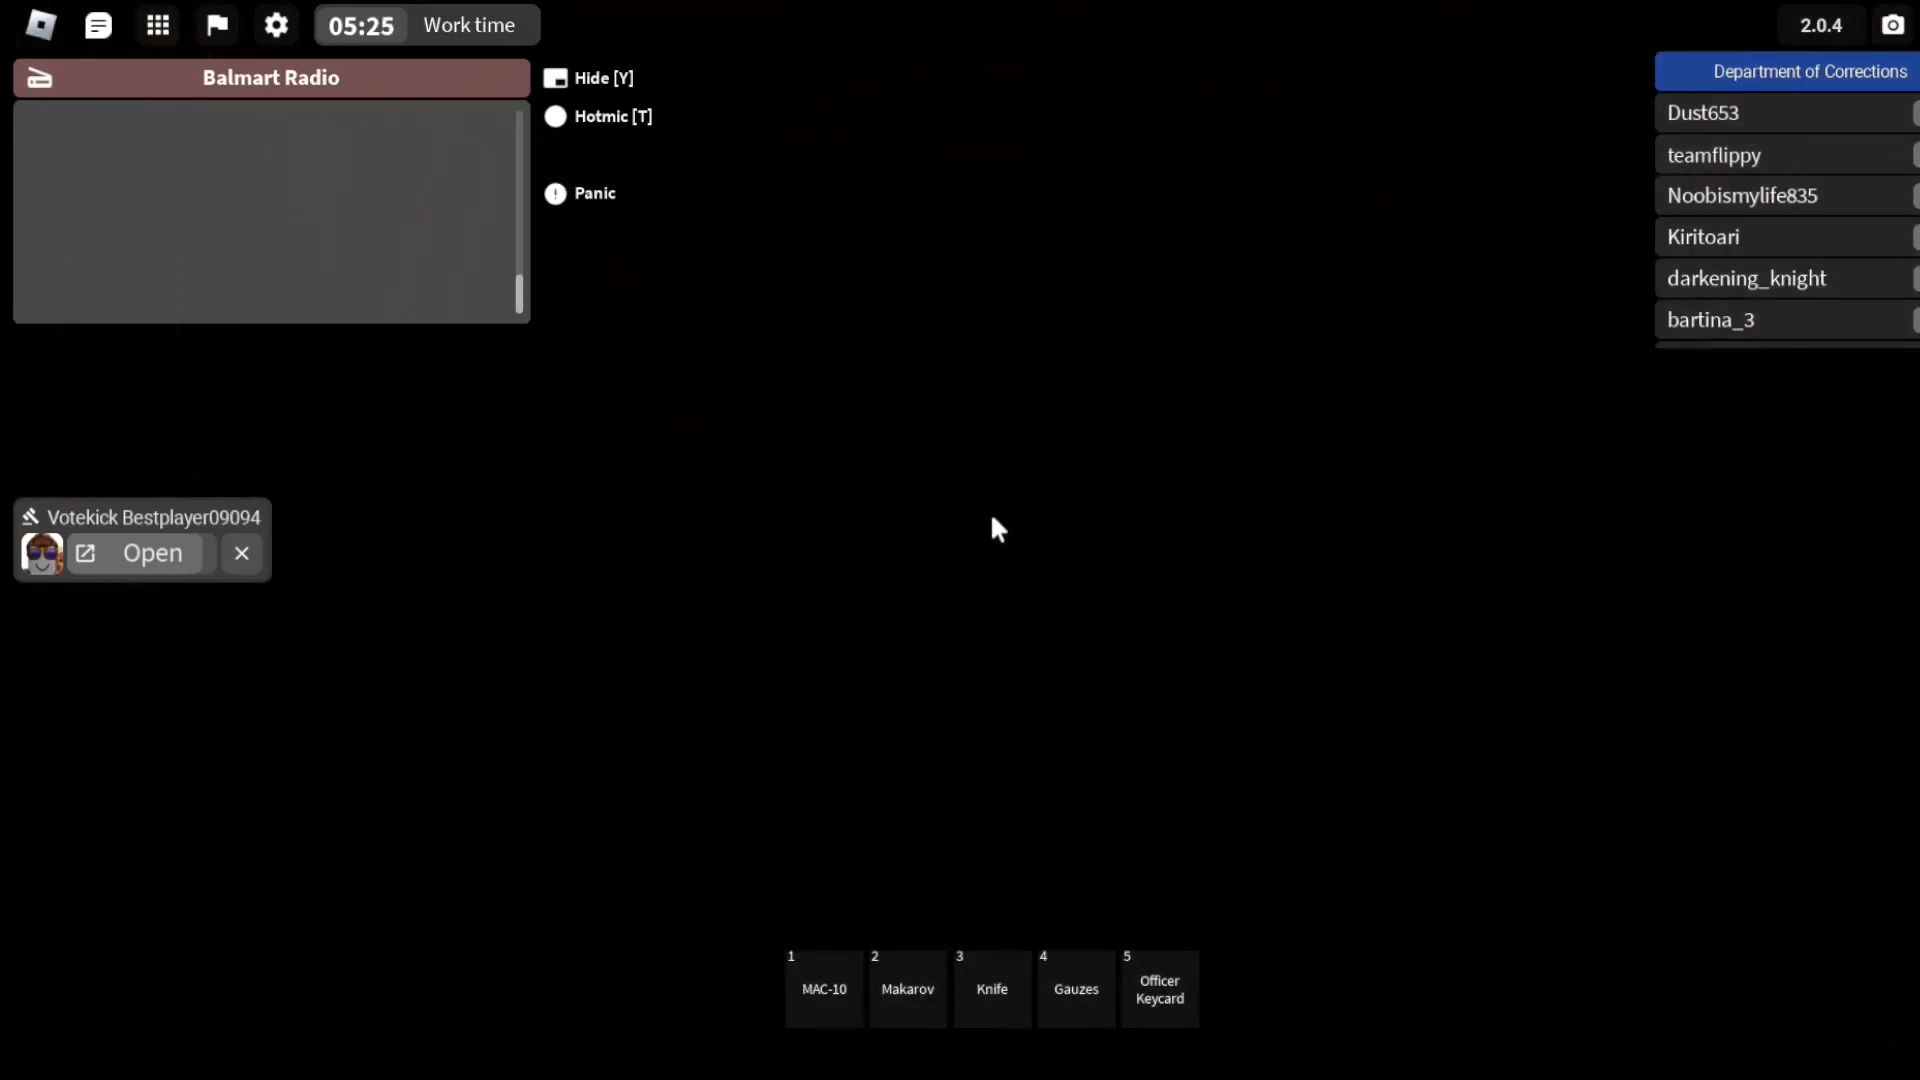 05:25 Work time
2.0.4
Balmart Radio
Hide [Y]
Hotmic [T]
Panic
Department of Corrections
Dust653
teamflippy
Noobismylife835
Kiritoari
darkening_knight
bartina_3
Votekick Bestplayer09094
Open
1 2 3 4 5
MAC-10 Makarov Knife Gauzes Officer Keycard